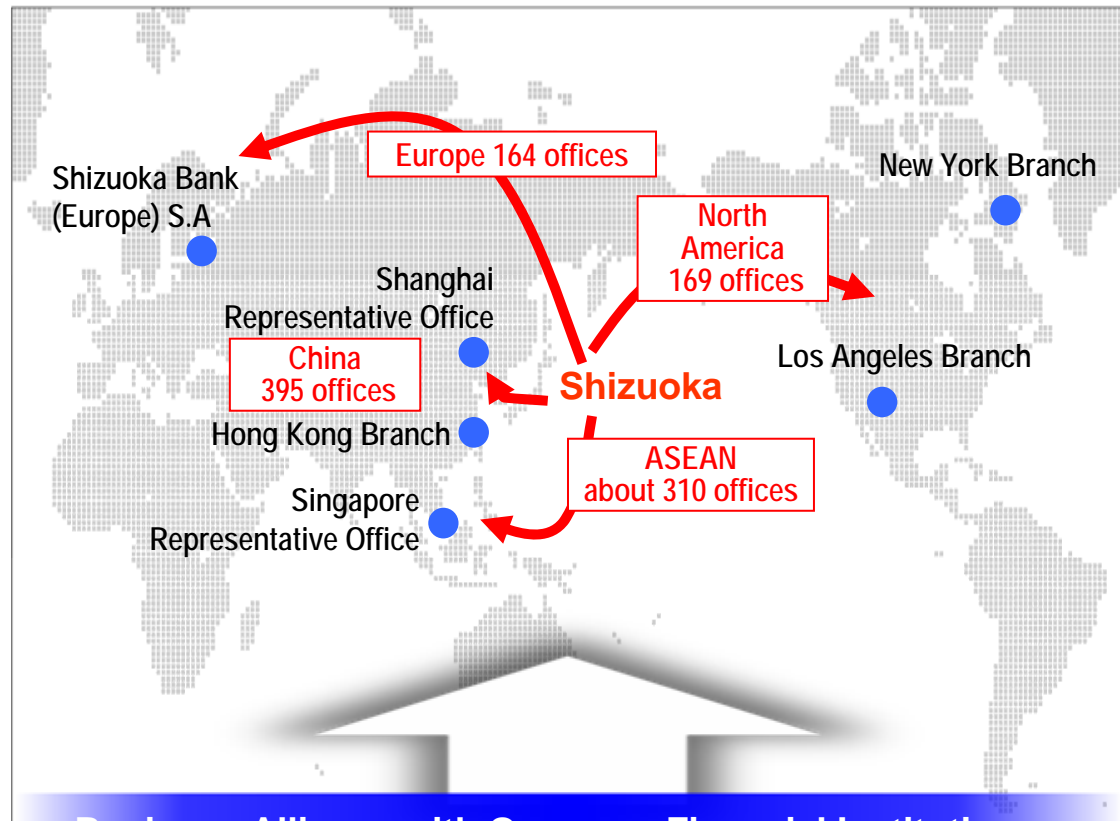 Europe 164 offices
Shizuoka Bank
(Europe) S.A
New York Branch
North
America
169 offices
Shanghai
Representative Office
China
395 offices
Shizuoka
Los Angeles Branch
Hong Kong Branch
ASEAN
about 310 offices
Singapore
Representative Office